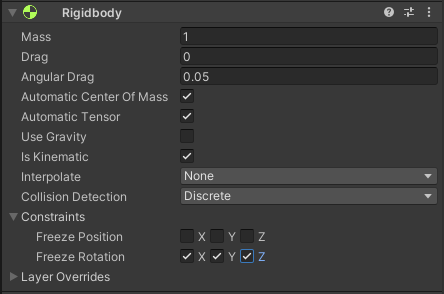 Rigidbody
Mass 1
Drag 0
Angular Drag 0.05
Automatic Center Of Mass
Automatic Tensor
Use Gravity
Is Kinematic
Interpolate None
Collision Detection Discrete
Constraints
Freeze Position X Y Z
Freeze Rotation X Y Z
Layer Overrides